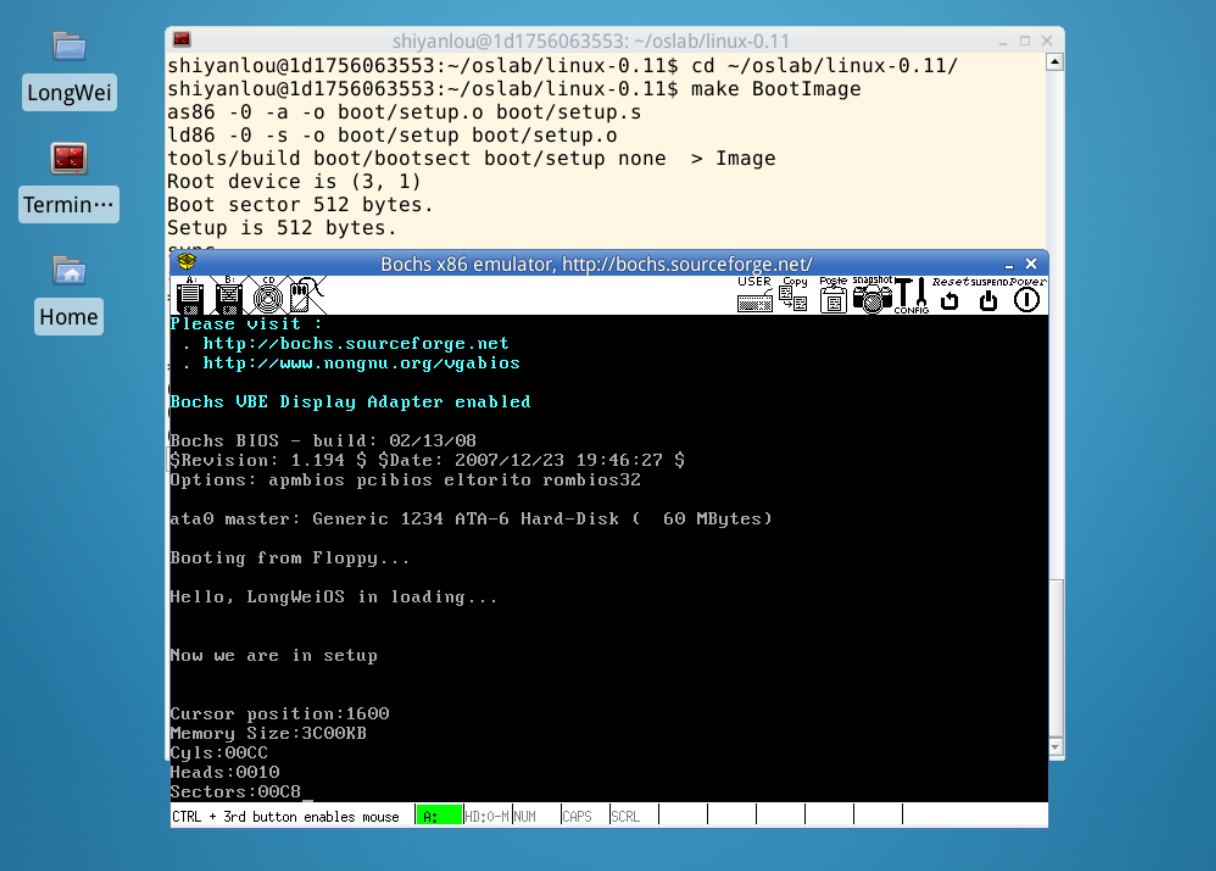 LongWei
Termin···
Home
shiyanlou@1d1756063553: ~/oslab/linux-0.11
shiyanlou@1d1756063553:~/oslab/linux-0.11$ cd ~/oslab/linux-0.11/
shiyanlou@1d1756063553:~/oslab/linux-0.11$ make BootImage
as86 -0 -a -o boot/setup.o boot/setup.s
ld86 -0 -s -o boot/setup boot/setup.o
tools/build boot/bootsect boot/setup none  > Image
Root device is (3, 1)
Boot sector 512 bytes.
Setup is 512 bytes.
sync
Bochs x86 emulator, http://bochs.sourceforge.net/
A: B: CD USER Copy Paste snapshot CONFIG Reset SUSPEND Power
Please visit :
. http://bochs.sourceforge.net
. http://www.nongnu.org/vgabios
Bochs VBE Display Adapter enabled
Bochs BIOS - build: 02/13/08
$Revision: 1.194 $ $Date: 2007/12/23 19:46:27 $
Options: apmbios pcibios eltorito rombios32
ata0 master: Generic 1234 ATA-6 Hard-Disk (  60 MBytes)
Booting from Floppy...
Hello, LongWeiOS in loading...
Now we are in setup
Cursor position:1600
Memory Size:3C00KB
Cyls:00CC
Heads:0010
Sectors:00C8_
CTRL + 3rd button enables mouse A: HD:0-M NUM CAPS SCRL